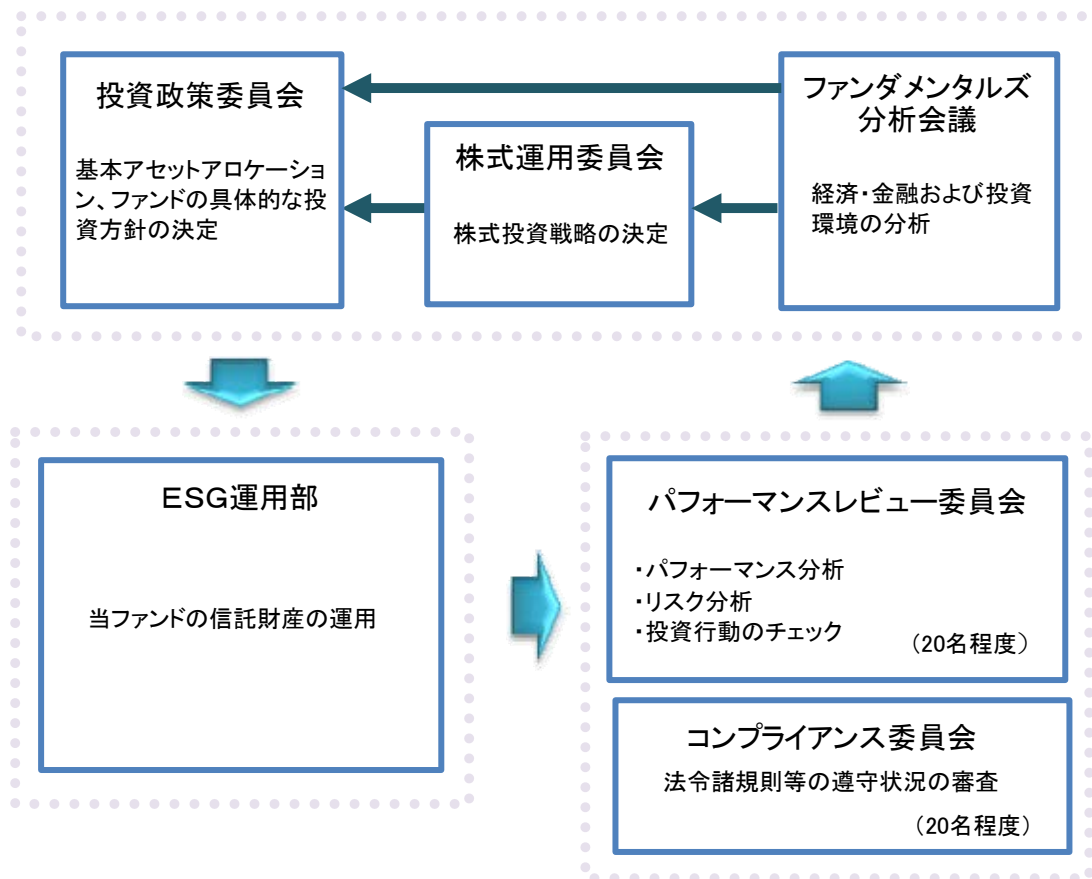 投資政策委員会
基本アセットアロケーショ
ン、ファンドの具体的な投
資方針の決定
株式運用委員会
株式投資戦略の決定
ファンダメンタルズ
分析会議
経済・金融および投資
環境の分析
ESG運用部
当ファンドの信託財産の運用
パフォーマンスレビュー委員会
・パフォーマンス分析
・リスク分析
・投資行動のチェック
（20名程度）
コンプライアンス委員会
法令諸規則等の遵守状況の審査
（20名程度）